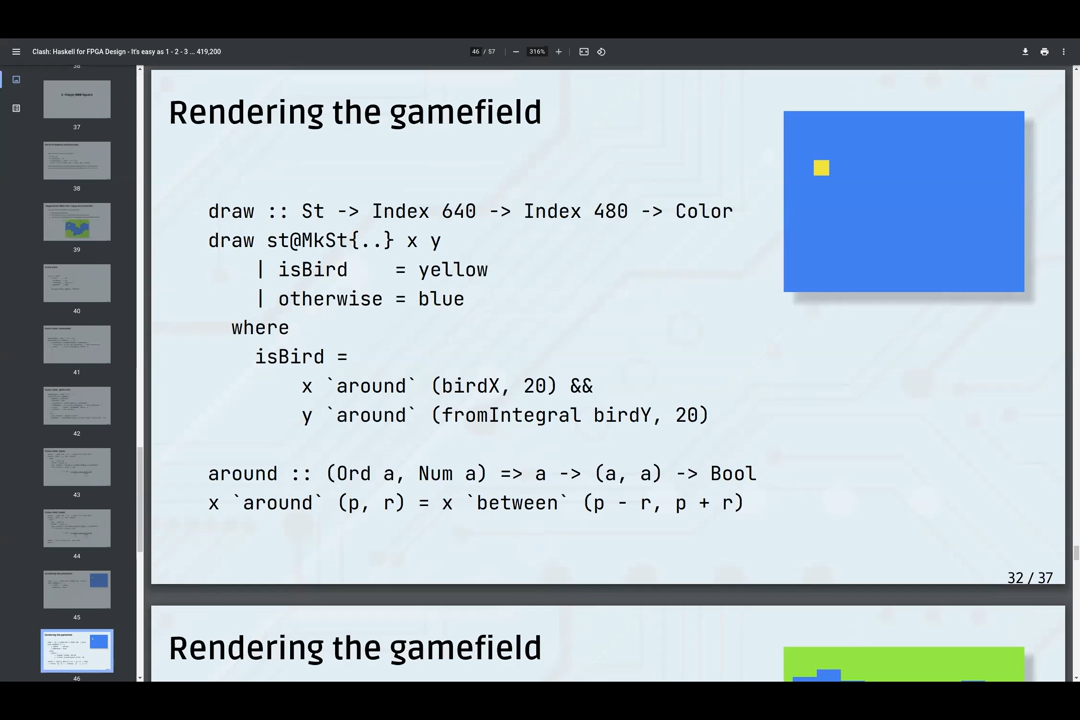 Clash: Haskell for FPGA Design - It's easy as 1 - 2 - 3 ... 419,200
46 / 57
316%
37
38
39
40
41
42
43
44
45
46
Rendering the gamefield
draw :: St -> Index 640 -> Index 480 -> Color
draw st@MkSt{..} x y
| isBird = yellow
| otherwise = blue
where
isBird =
x `around` (birdX, 20) &&
y `around` (fromIntegral birdY, 20)
around :: (Ord a, Num a) => a -> (a, a) -> Bool
x `around` (p, r) = x `between` (p - r, p + r)
32 / 37
Rendering the gamefield